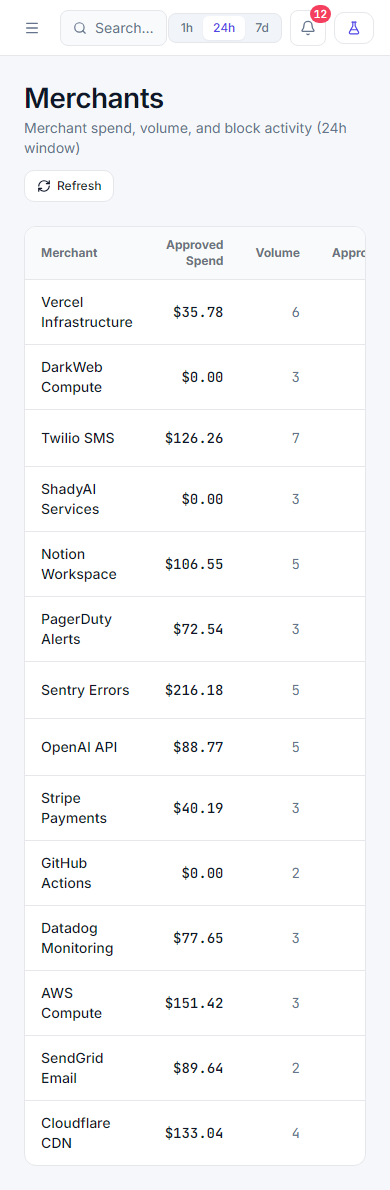 Search... 1h 24h 7d 12
Merchants
Merchant spend, volume, and block activity (24h
window)
Refresh
Merchant Approved Spend Volume Appro
Vercel Infrastructure $35.78 6
DarkWeb Compute $0.00 3
Twilio SMS $126.26 7
ShadyAI Services $0.00 3
Notion Workspace $106.55 5
PagerDuty Alerts $72.54 3
Sentry Errors $216.18 5
OpenAI API $88.77 5
Stripe Payments $40.19 3
GitHub Actions $0.00 2
Datadog Monitoring $77.65 3
AWS Compute $151.42 3
SendGrid Email $89.64 2
Cloudflare CDN $133.04 4